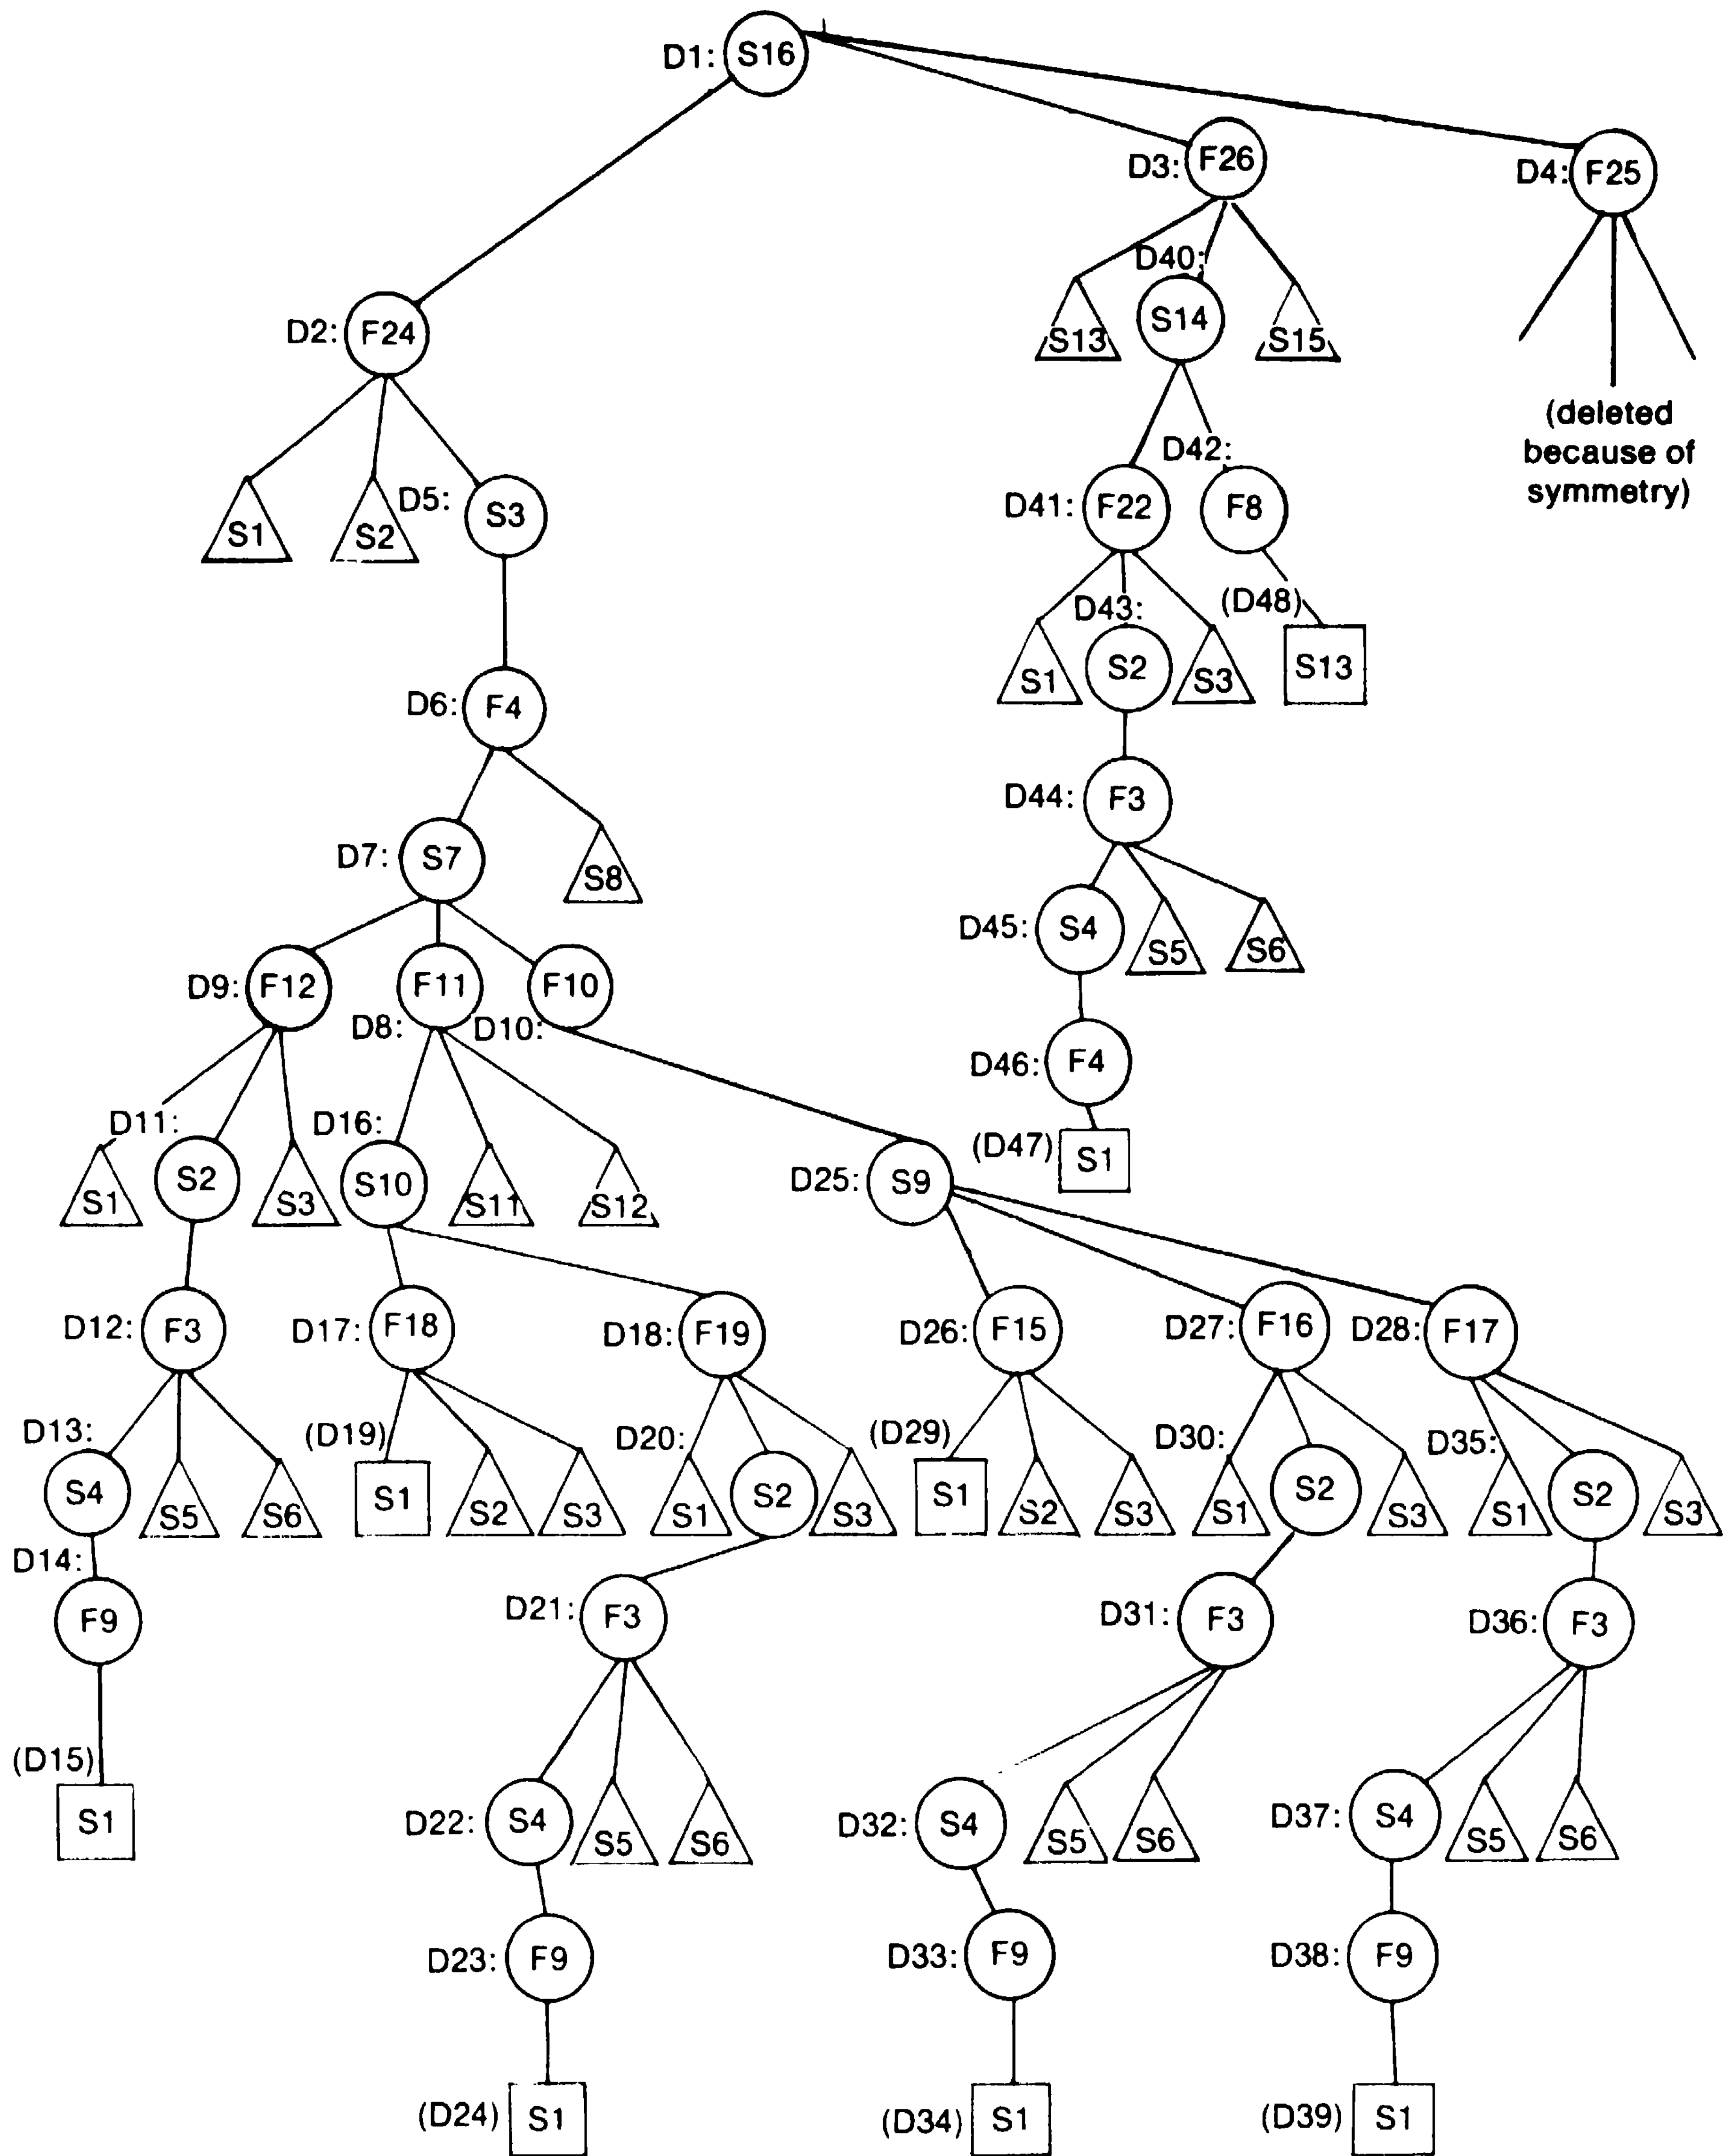 D1: S16
D3: F26
D4: F25
D40:
S13 S14 S15
D2: F24
(deleted
because of
symmetry)
D42:
D5: S3
D41: F22 F8
S1 S2
D43: (D48)
S1 S2 S3 S13
D6: F4
D44: F3
D7: S7 S8
D45: S4 S5 S6
D9: F12 F11 F10
D8: D10:
D46: F4
D11: D16:
(D47) S1
S1 S2 S3 S10 S11 S12
D25: S9
D12: F3 D17: F18 D18: F19 D26: F15 D27: F16 D28: F17
D13: (D19) D20: (D29) D30: D35:
S4 S5 S6 S1 S2 S3 S1 S2 S3 S1 S2 S3 S1 S2 S3 S1 S2 S3
D14:
F9 D21: F3 D31: F3 D36: F3
(D15)
S1 D22: S4 S5 S6 D32: S4 S5 S6 D37: S4 S5 S6
D23: F9 D33: F9 D38: F9
(D24) S1 (D34) S1 (D39) S1